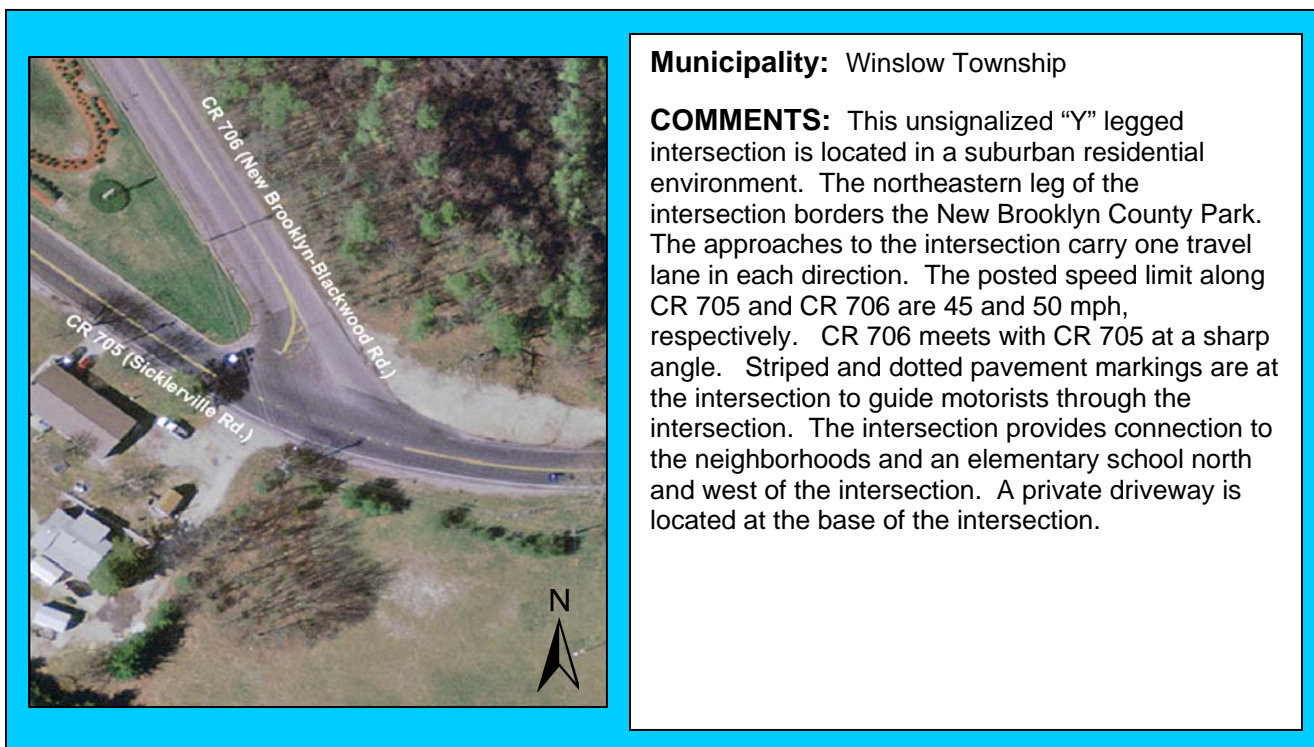 CR 706 (New Brooklyn-Blackwood Rd.)
CR 705 (Sicklerville Rd.)
N
Municipality: Winslow Township
COMMENTS: This unsignalized “Y” legged
intersection is located in a suburban residential
environment. The northeastern leg of the
intersection borders the New Brooklyn County Park.
The approaches to the intersection carry one travel
lane in each direction. The posted speed limit along
CR 705 and CR 706 are 45 and 50 mph,
respectively. CR 706 meets with CR 705 at a sharp
angle. Striped and dotted pavement markings are at
the intersection to guide motorists through the
intersection. The intersection provides connection to
the neighborhoods and an elementary school north
and west of the intersection. A private driveway is
located at the base of the intersection.